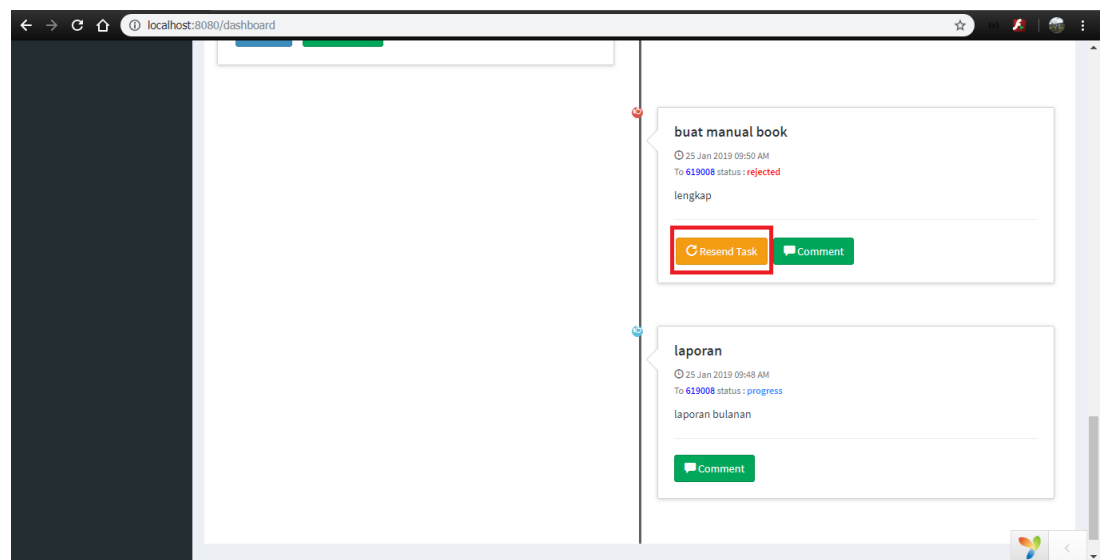 localhost:8080/dashboard
buat manual book
25 Jan 2019 09:50 AM
To 619008 status : rejected
lengkap
Resend Task Comment
laporan
25 Jan 2019 09:48 AM
To 619008 status : progress
laporan bulanan
Comment